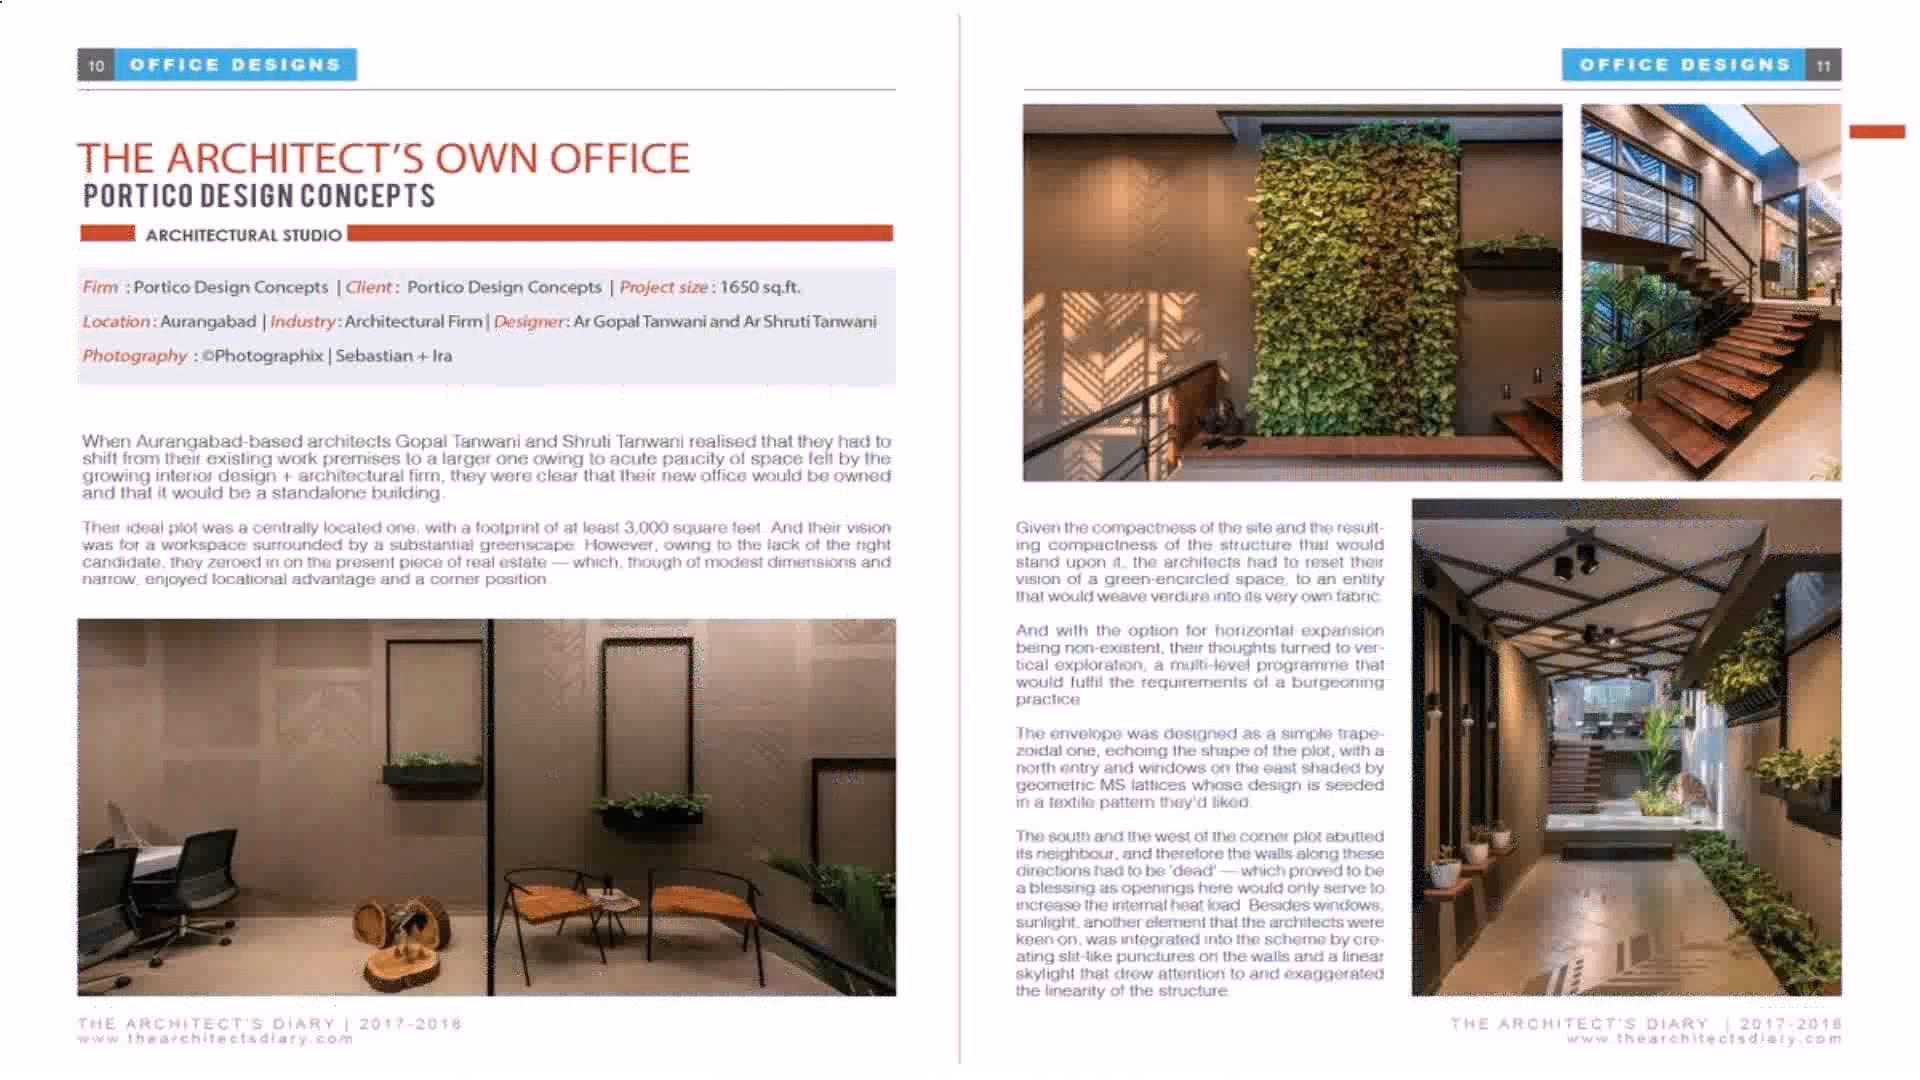 10 OFFICE DESIGNS
THE ARCHITECT'S OWN OFFICE
PORTICO DESIGN CONCEPTS
ARCHITECTURAL STUDIO
Firm : Portico Design Concepts | Client : Portico Design Concepts | Project size : 1650 sq.ft.
Location : Aurangabad | Industry : Architectural Firm | Designer : Ar Gopal Tanwani and Ar Shruti Tanwani
Photography : ©Photographix | Sebastian + Ira
When Aurangabad-based architects Gopal Tanwani and Shruti Tanwani realised that they had to
shift from their existing work premises to a larger one owing to acute paucity of space felt by the
growing interior design + architectural firm, they were clear that their new office would be owned
and that it would be a standalone building.
Their ideal plot was a centrally located one, with a footprint of at least 3,000 square feet. And their vision
was for a workspace surrounded by a substantial greenscape. However, owing to the lack of the right
candidate, they zeroed in on the present piece of real estate — which, though of modest dimensions and
narrow, enjoyed locational advantage and a corner position.
THE ARCHITECT'S DIARY | 2017-2018
www.thearchitectsdiary.com
OFFICE DESIGNS 11
Given the compactness of the site and the result-
ing compactness of the structure that would
stand upon it, the architects had to reset their
vision of a green-encircled space, to an entity
that would weave verdure into its very own fabric.
And with the option for horizontal expansion
being non-existent, their thoughts turned to ver-
tical exploration, a multi-level programme that
would fulfil the requirements of a burgeoning
practice.
The envelope was designed as a simple trape-
zoidal one, echoing the shape of the plot, with a
north entry and windows on the east shaded by
geometric MS lattices whose design is seeded
in a textile pattern they'd liked.
The south and the west of the corner plot abutted
its neighbour, and therefore the walls along these
directions had to be 'dead' — which proved to be
a blessing as openings here would only serve to
increase the internal heat load. Besides windows,
sunlight, another element that the architects were
keen on, was integrated into the scheme by cre-
ating slit-like punctures on the walls and a linear
skylight that drew attention to and exaggerated
the linearity of the structure.
THE ARCHITECT'S DIARY | 2017-2018
www.thearchitectsdiary.com